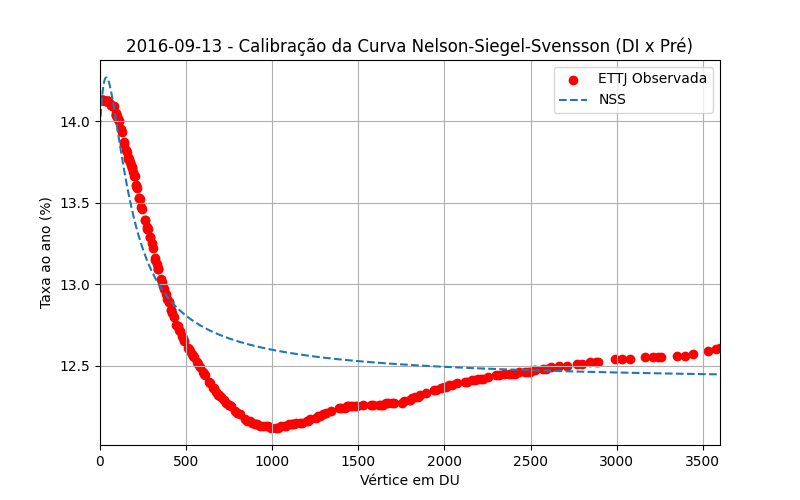 2016-09-13 - Calibração da Curva Nelson-Siegel-Svensson (DI x Pré)
ETTJ Observada
NSS
Taxa ao ano (%)
14.0
13.5
13.0
12.5
0 500 1000 1500 2000 2500 3000 3500
Vértice em DU